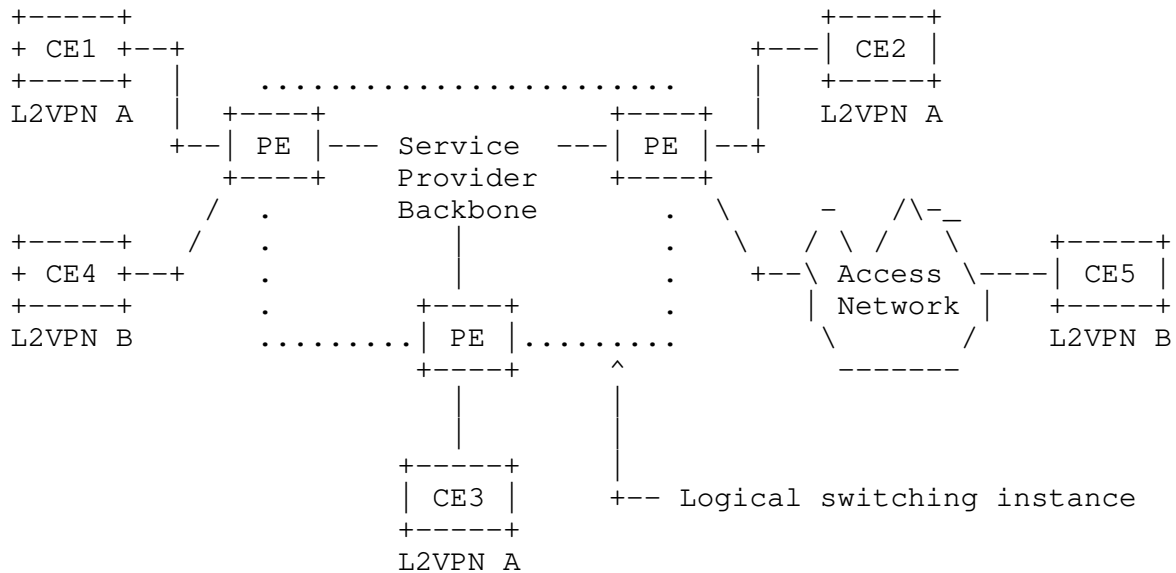 CE1 CE2
L2VPN A L2VPN A
PE Service PE
Provider
Backbone
CE4 Access CE5
PE Network
L2VPN B PE L2VPN B
CE3 Logical switching instance
L2VPN A